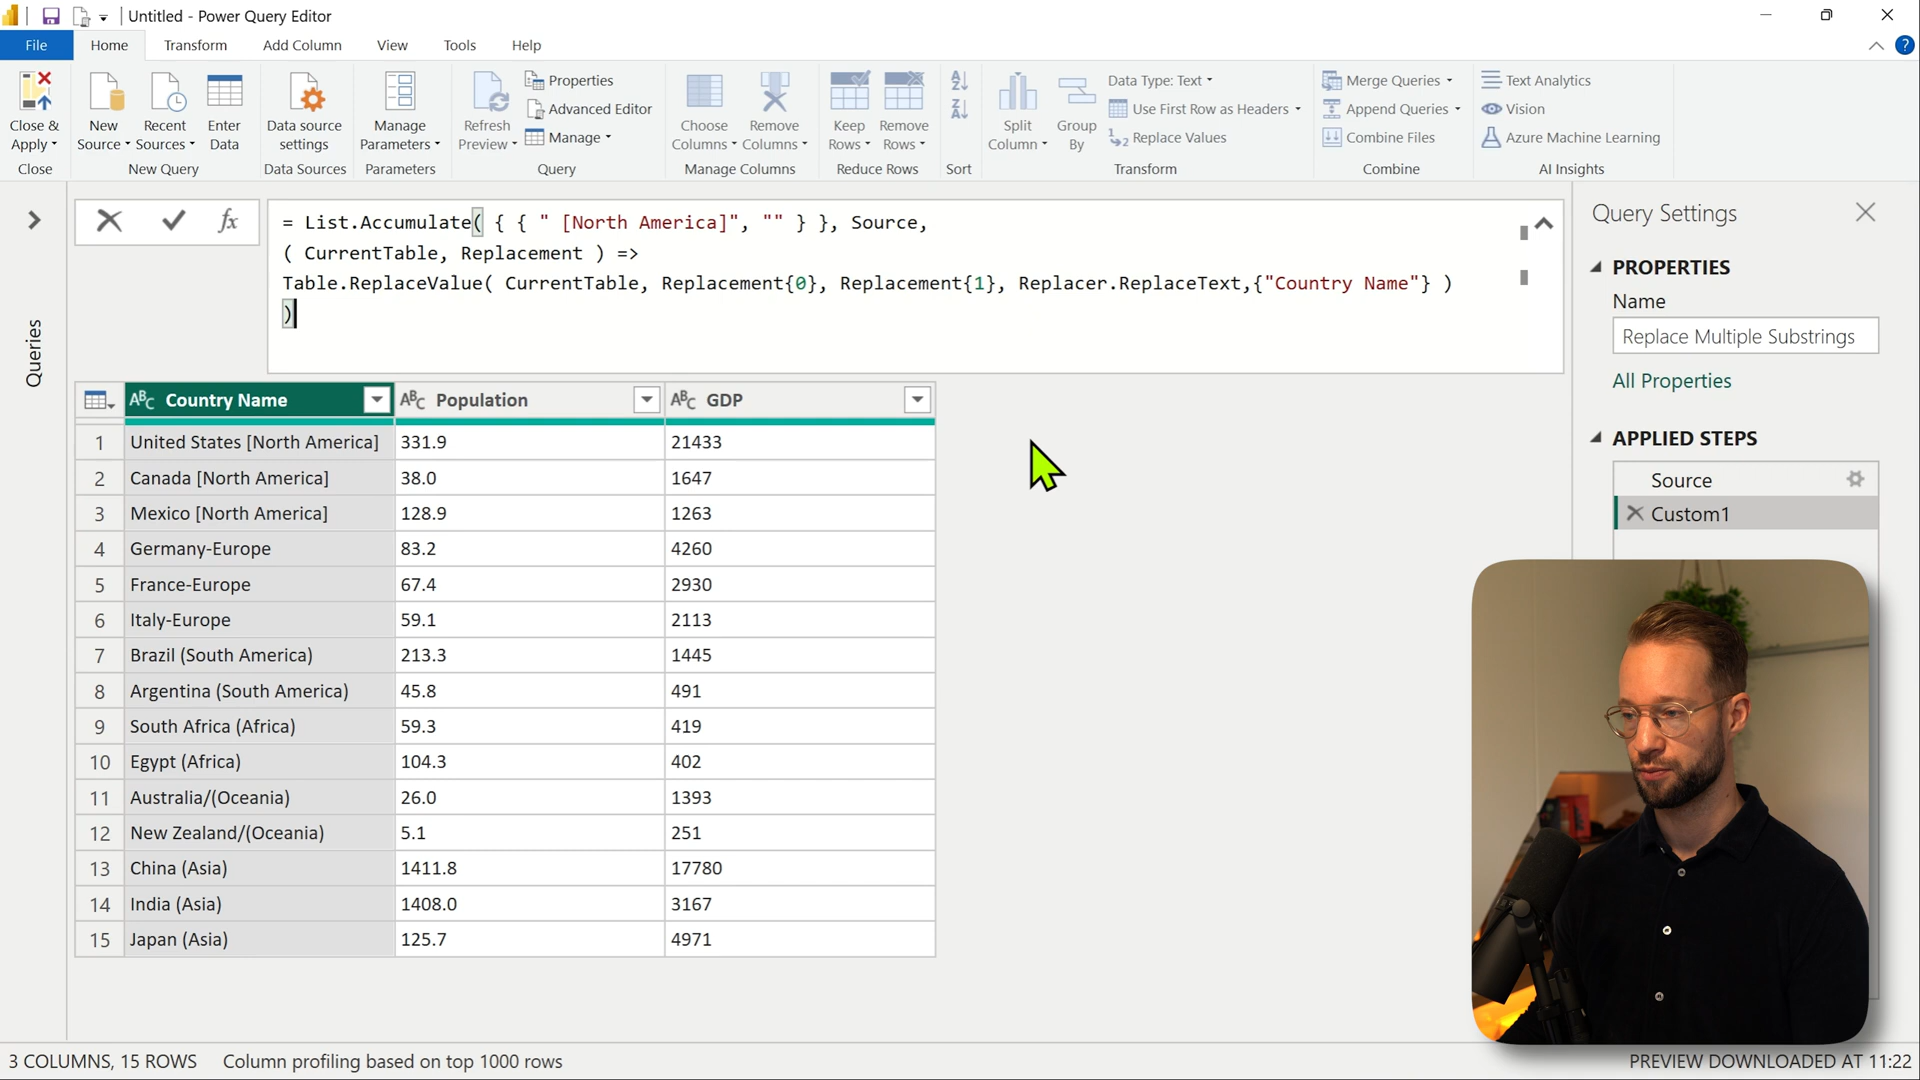 Untitled - Power Query Editor
File Home Transform Add Column View Tools Help
Close & Apply
Close
New Source
Recent Sources
Enter Data
New Query
Data source settings
Data Sources
Manage Parameters
Parameters
Refresh Preview
Properties
Advanced Editor
Manage
Query
Choose Columns
Remove Columns
Manage Columns
Keep Rows
Remove Rows
Reduce Rows
Sort
Split Column
Group By
Data Type: Text
Use First Row as Headers
Replace Values
Transform
Merge Queries
Append Queries
Combine Files
Combine
Text Analytics
Vision
Azure Machine Learning
AI Insights
Queries
fx
= List.Accumulate( { { " [North America]", "" } }, Source,
( CurrentTable, Replacement ) =>
Table.ReplaceValue( CurrentTable, Replacement{0}, Replacement{1}, Replacer.ReplaceText,{"Country Name"} )
)
Country Name Population GDP
1 United States [North America] 331.9 21433
2 Canada [North America] 38.0 1647
3 Mexico [North America] 128.9 1263
4 Germany-Europe 83.2 4260
5 France-Europe 67.4 2930
6 Italy-Europe 59.1 2113
7 Brazil (South America) 213.3 1445
8 Argentina (South America) 45.8 491
9 South Africa (Africa) 59.3 419
10 Egypt (Africa) 104.3 402
11 Australia/(Oceania) 26.0 1393
12 New Zealand/(Oceania) 5.1 251
13 China (Asia) 1411.8 17780
14 India (Asia) 1408.0 3167
15 Japan (Asia) 125.7 4971
Query Settings
PROPERTIES
Name
Replace Multiple Substrings
All Properties
APPLIED STEPS
Source
Custom1
3 COLUMNS, 15 ROWS Column profiling based on top 1000 rows
PREVIEW DOWNLOADED AT 11:22